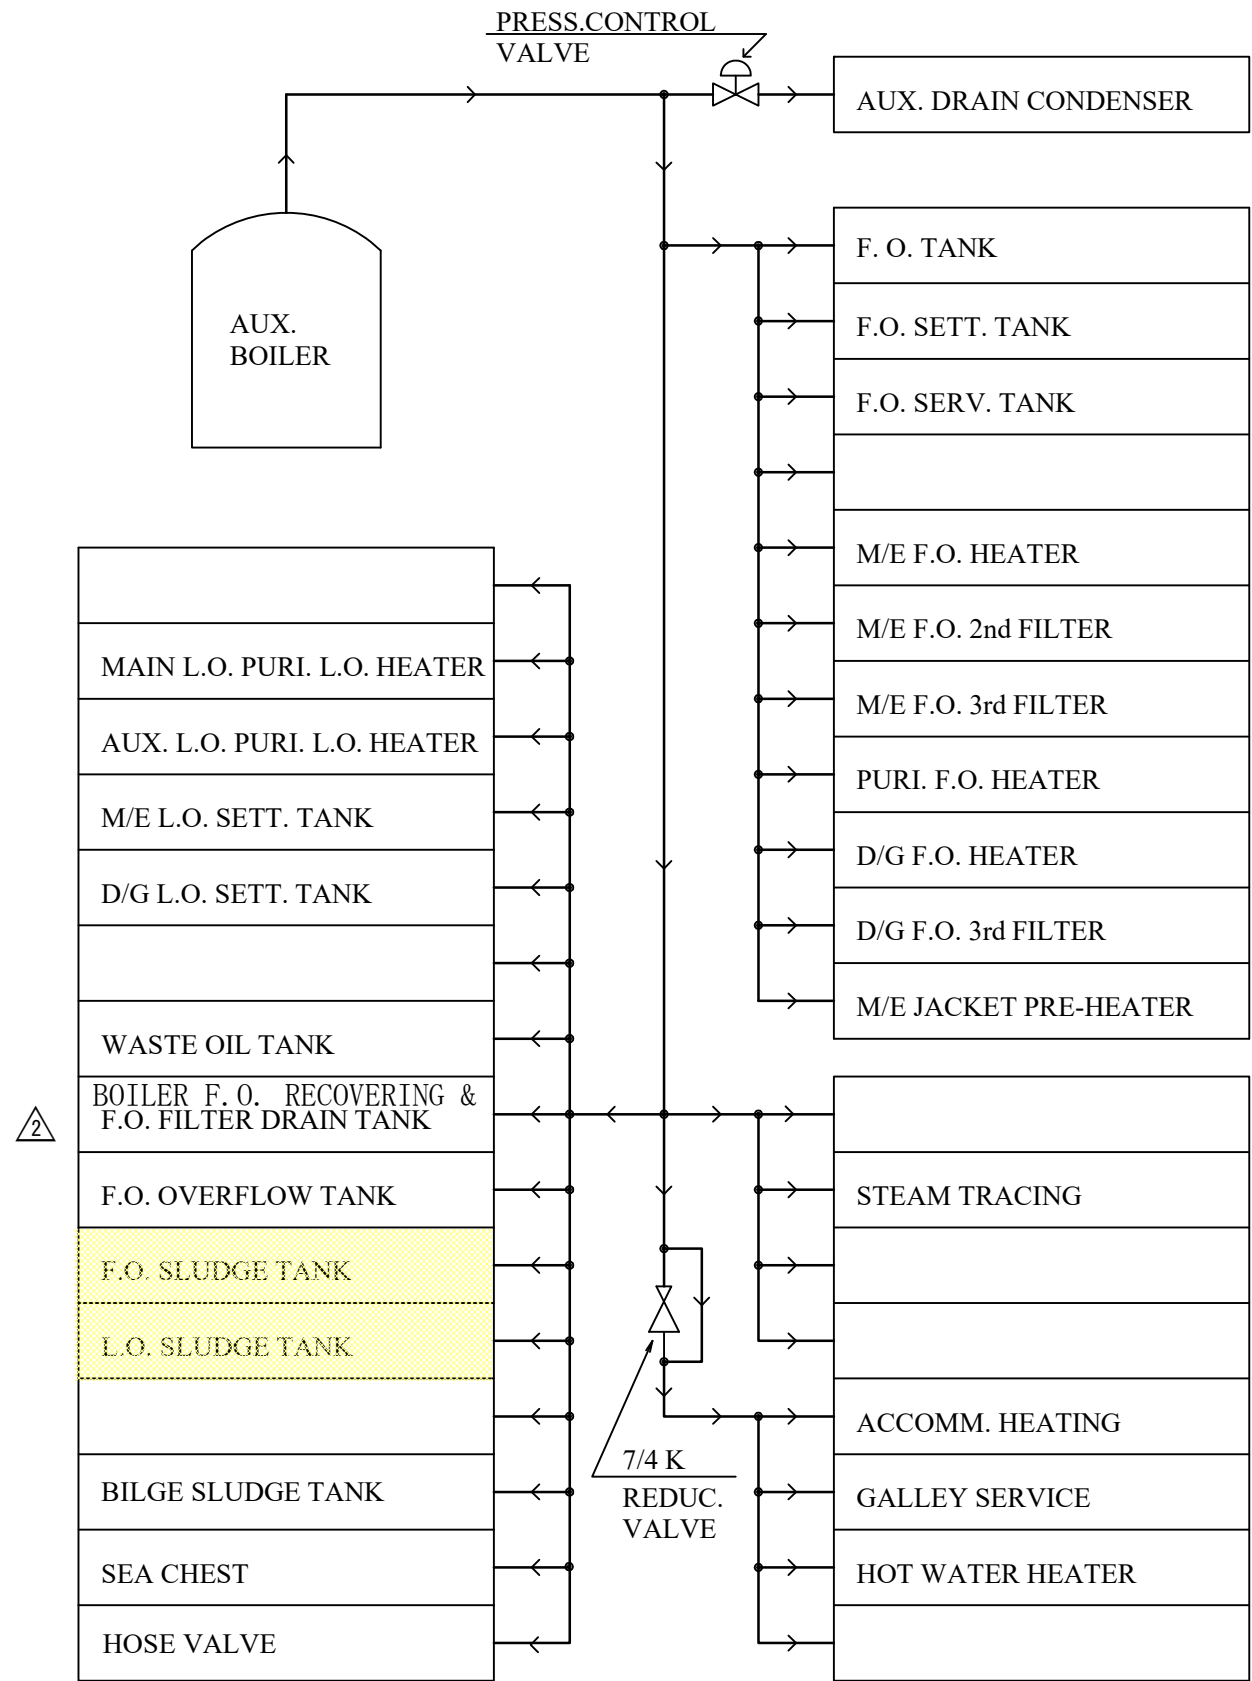 PRESS.CONTROL
VALVE
AUX. DRAIN CONDENSER
AUX.
BOILER
F. O. TANK
F.O. SETT. TANK
F.O. SERV. TANK
M/E F.O. HEATER
M/E F.O. 2nd FILTER
M/E F.O. 3rd FILTER
PURI. F.O. HEATER
D/G F.O. HEATER
D/G F.O. 3rd FILTER
M/E JACKET PRE-HEATER
MAIN L.O. PURI. L.O. HEATER
AUX. L.O. PURI. L.O. HEATER
M/E L.O. SETT. TANK
D/G L.O. SETT. TANK
WASTE OIL TANK
BOILER F.O. RECOVERING &
F.O. FILTER DRAIN TANK
2
F.O. OVERFLOW TANK
F.O. SLUDGE TANK
L.O. SLUDGE TANK
BILGE SLUDGE TANK
SEA CHEST
HOSE VALVE
7/4 K
REDUC.
VALVE
STEAM TRACING
ACCOMM. HEATING
GALLEY SERVICE
HOT WATER HEATER